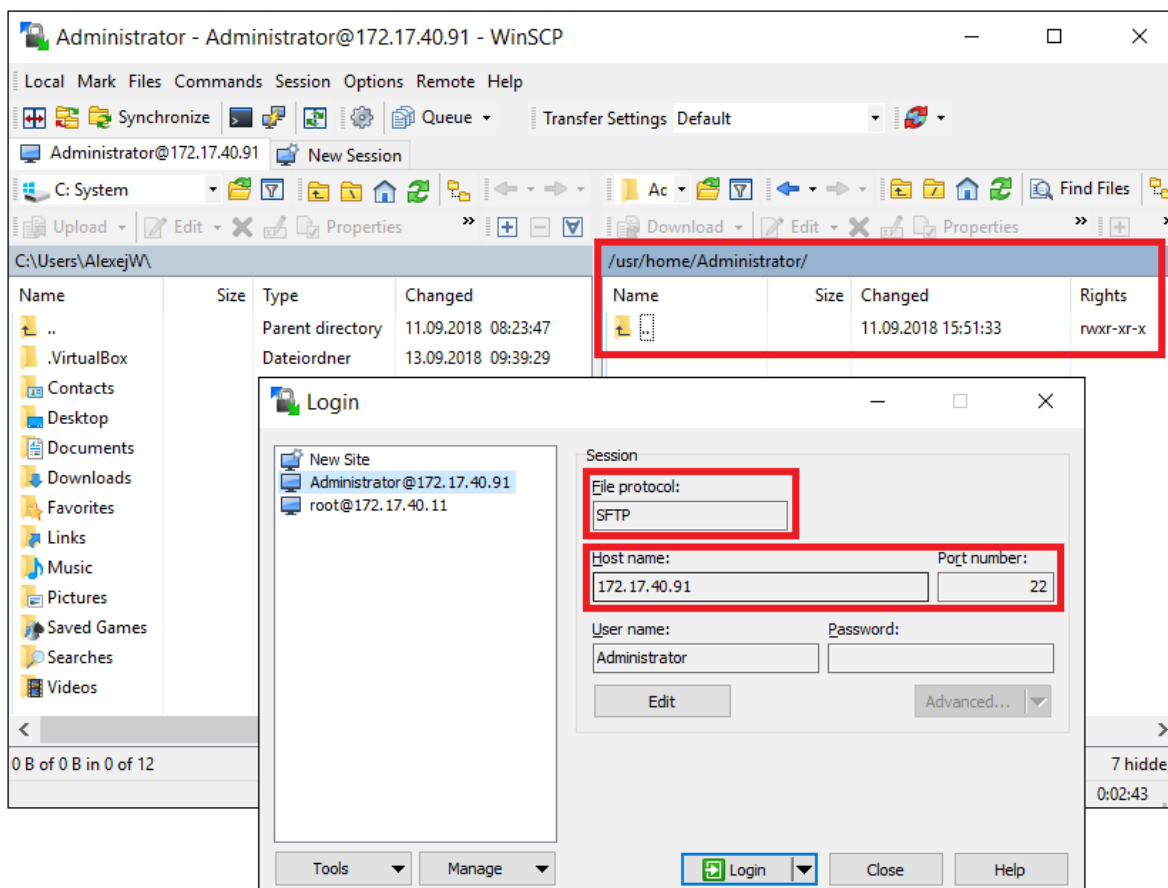 Administrator - Administrator@172.17.40.91 - WinSCP
Local Mark Files Commands Session Options Remote Help
Synchronize Queue Transfer Settings Default
Administrator@172.17.40.91 New Session
C: System Ac Find Files
Upload Edit Properties » Download Edit Properties »
C:\Users\AlexejW\ /usr/home/Administrator/
Name Size Type Changed Name Size Changed Rights
.. Parent directory 11.09.2018 08:23:47 .. 11.09.2018 15:51:33 rwxr-xr-x
.VirtualBox Dateiordner 13.09.2018 09:39:29
Contacts
Desktop
Documents
Downloads
Favorites
Links
Music
Pictures
Saved Games
Searches
Videos
0 B of 0 B in 0 of 12 7 hidde
0:02:43
Login
New Site
Administrator@172.17.40.91
root@172.17.40.11
Session
File protocol:
SFTP
Host name: Port number:
172.17.40.91 22
User name: Password:
Administrator
Edit Advanced...
Tools Manage Login Close Help